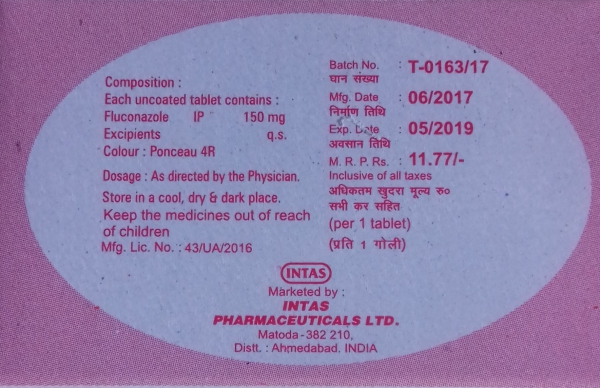 Composition :
Each uncoated tablet contains :
Fluconazole IP 150 mg
Excipients q.s.
Colour : Ponceau 4R
Dosage : As directed by the Physician.
Store in a cool, dry & dark place.
Keep the medicines out of reach
of children
Mfg. Lic. No. : 43/UA/2016
Batch No. : T-0163/17
घान संख्या
Mfg. Date : 06/2017
निर्माण तिथि
Exp. Date : 05/2019
अवसान तिथि
M. R. P. Rs. : 11.77/-
Inclusive of all taxes
अधिकतम खुदरा मूल्य रु०
सभी कर सहित
(per 1 tablet)
(प्रति 1 गोली)
INTAS
Marketed by :
INTAS
PHARMACEUTICALS LTD.
Matoda-382 210,
Distt. : Ahmedabad. INDIA